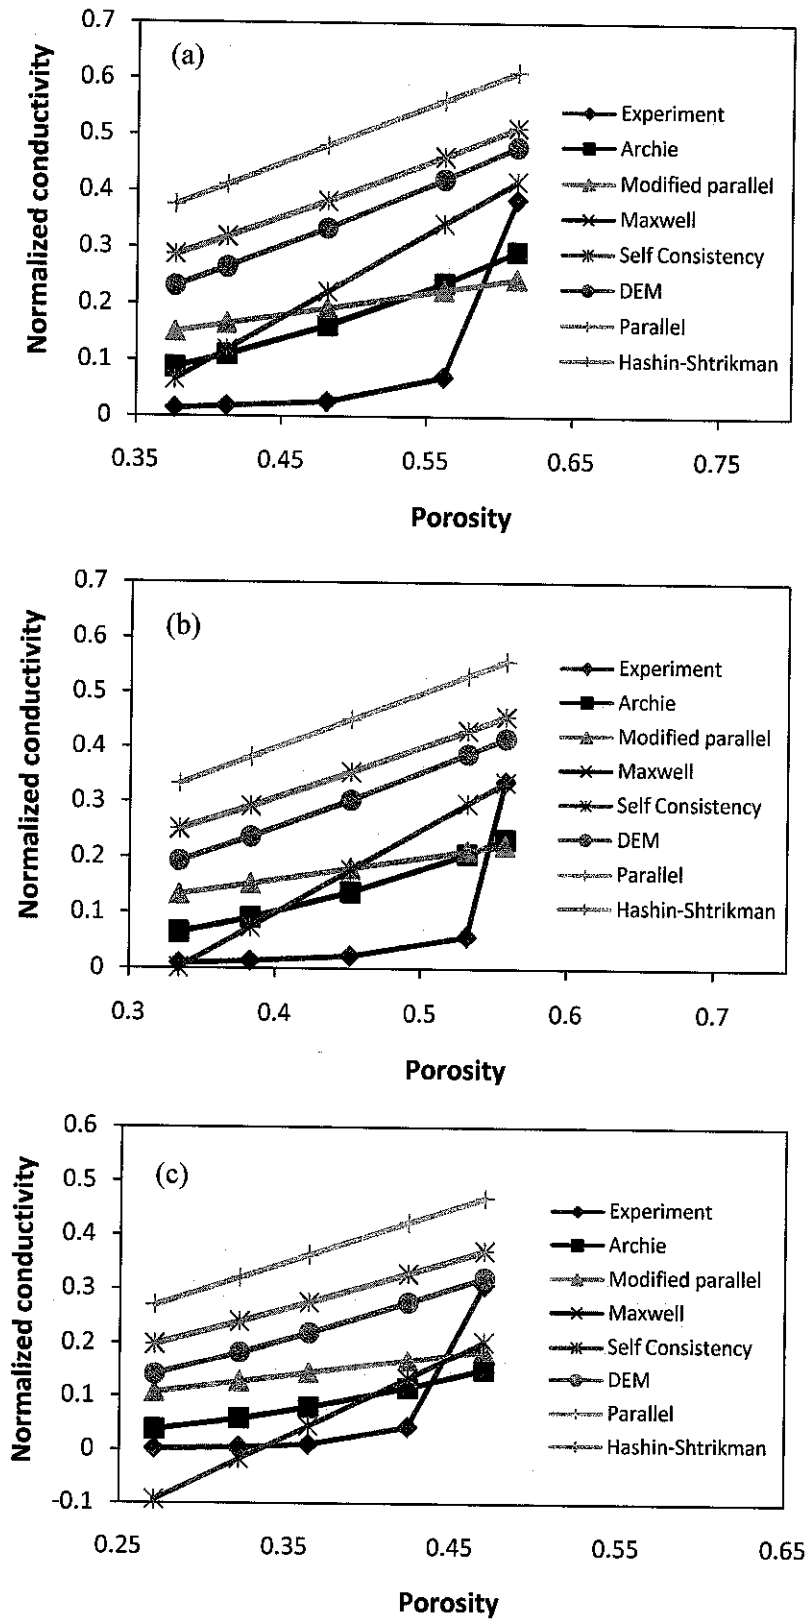 0.7
0.6
0.5
0.4
0.3
0.2
0.1
0
Normalized conductivity
(a)
Experiment
Archie
Modified parallel
Maxwell
Self Consistency
DEM
Parallel
Hashin-Shtrikman
0.35 0.45 0.55 0.65 0.75
Porosity
0.7
0.6
0.5
0.4
0.3
0.2
0.1
0
Normalized conductivity
(b)
Experiment
Archie
Modified parallel
Maxwell
Self Consistency
DEM
Parallel
Hashin-Shtrikman
0.3 0.4 0.5 0.6 0.7
Porosity
0.6
0.5
0.4
0.3
0.2
0.1
0
-0.1
Normalized conductivity
(c)
Experiment
Archie
Modified parallel
Maxwell
Self Consistency
DEM
Parallel
Hashin-Shtrikman
0.25 0.35 0.45 0.55 0.65
Porosity